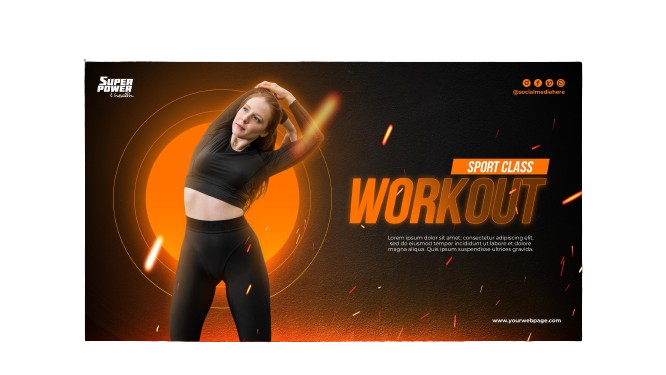 SUPER
POWER
& health
@socialmediahere
SPORT CLASS
WORKOUT
Lorem ipsum dolor sit amet, consectetur adipiscing elit,
sed do eiusmod tempor incididunt ut labore et dolore
magna aliqua. Quis ipsum suspendisse ultrices gravida.
www.yourwebpage.com